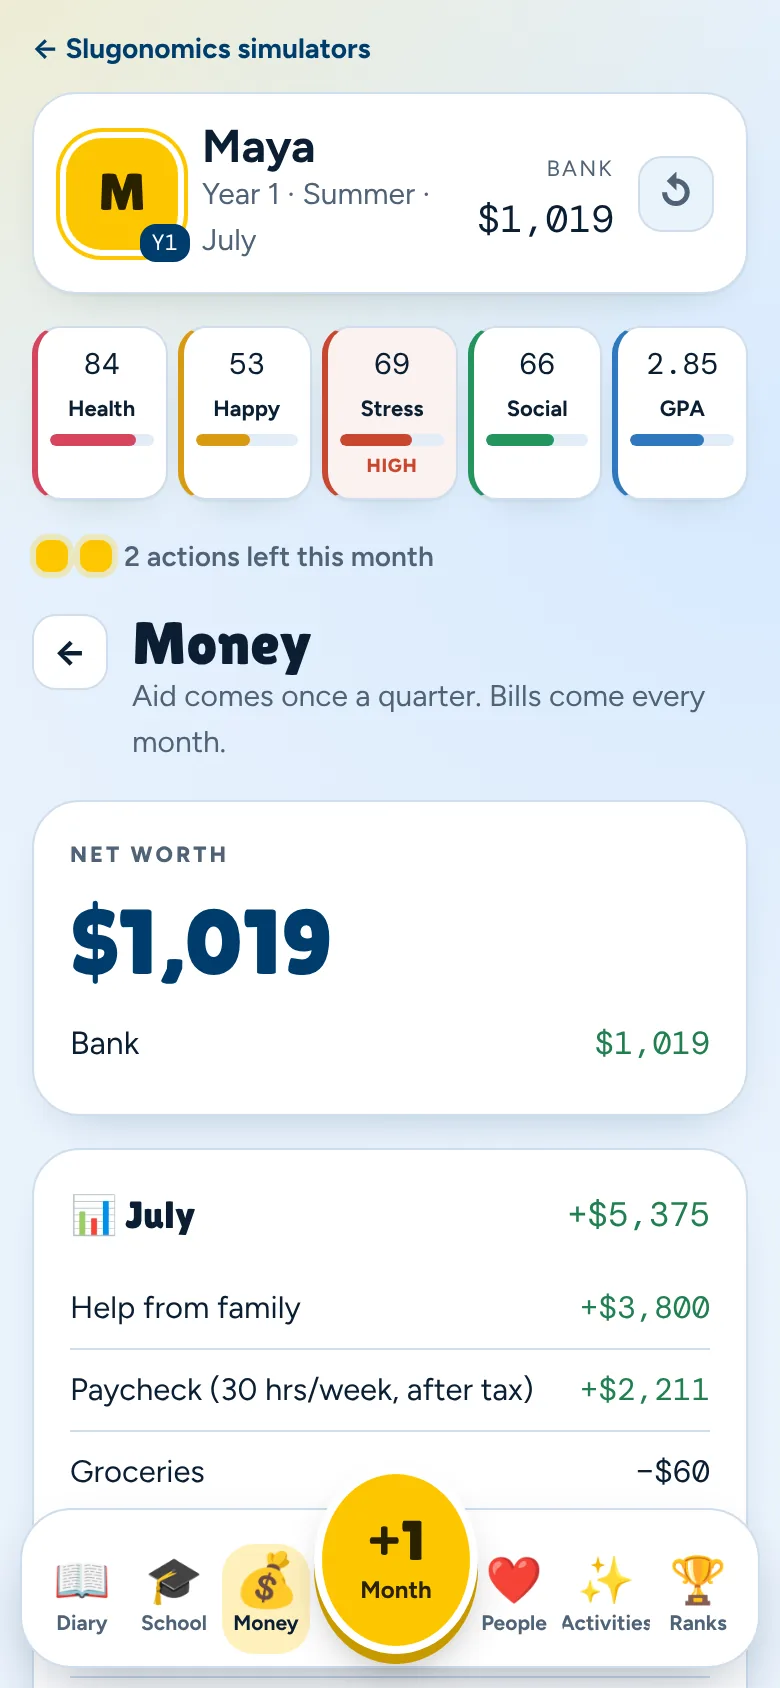 ← Slugonomics simulators
M
Y1
Maya
Year 1 · Summer ·
July
BANK
$1,019
84
Health
53
Happy
69
Stress
HIGH
66
Social
2.85
GPA
2 actions left this month
← Money
Aid comes once a quarter. Bills come every
month.
NET WORTH
$1,019
Bank $1,019
July +$5,375
Help from family +$3,800
Paycheck (30 hrs/week, after tax) +$2,211
Groceries −$60
Diary
School
Money
+1
Month
People
Activities
Ranks